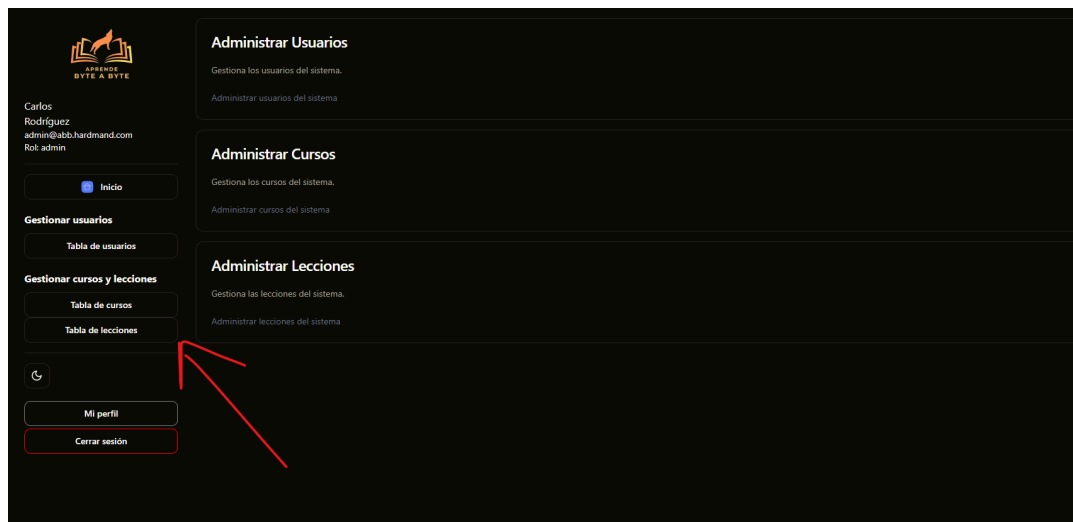 APRENDE
BYTE A BYTE
Carlos
Rodríguez
admin@abb.hardmand.com
Rol: admin
Inicio
Gestionar usuarios
Tabla de usuarios
Gestionar cursos y lecciones
Tabla de cursos
Tabla de lecciones
Mi perfil
Cerrar sesión
Administrar Usuarios
Gestiona los usuarios del sistema.
Administrar usuarios del sistema
Administrar Cursos
Gestiona los cursos del sistema.
Administrar cursos del sistema
Administrar Lecciones
Gestiona las lecciones del sistema.
Administrar lecciones del sistema